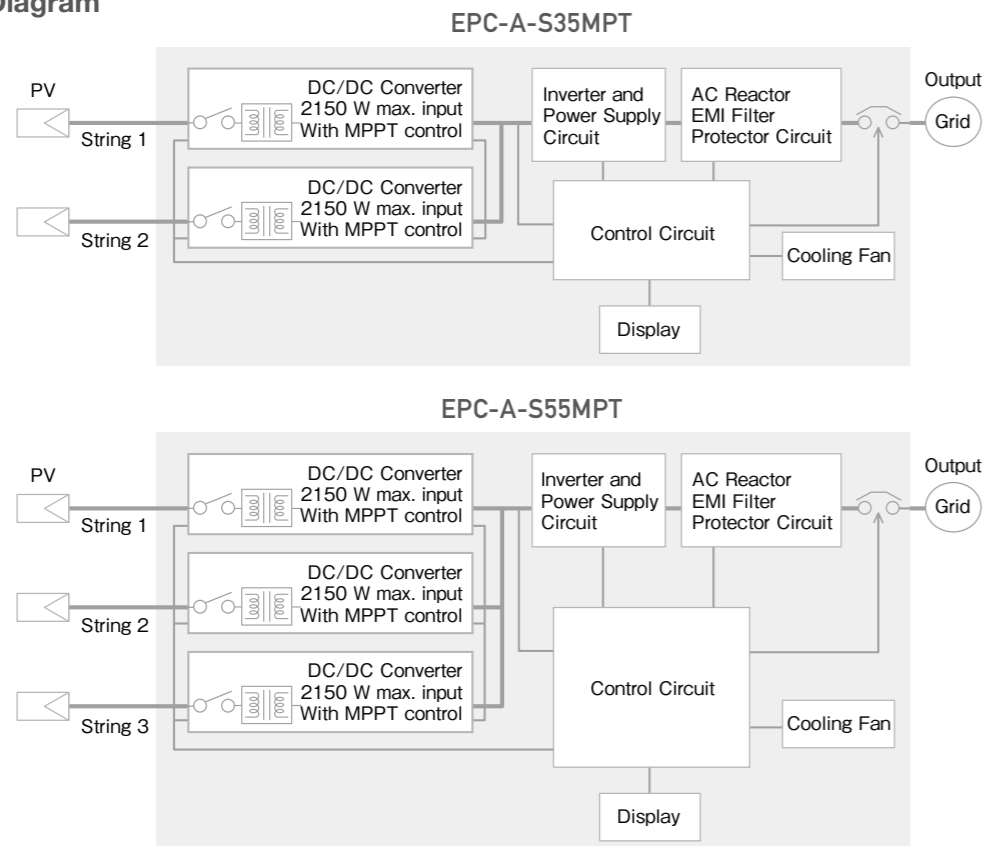 Diagram
EPC-A-S35MPT
PV
String 1
String 2
DC/DC Converter
2150 W max. input
With MPPT control
DC/DC Converter
2150 W max. input
With MPPT control
Inverter and
Power Supply
Circuit
AC Reactor
EMI Filter
Protector Circuit
Output
Grid
Control Circuit
Cooling Fan
Display
EPC-A-S55MPT
PV
String 1
String 2
String 3
DC/DC Converter
2150 W max. input
With MPPT control
DC/DC Converter
2150 W max. input
With MPPT control
DC/DC Converter
2150 W max. input
With MPPT control
Inverter and
Power Supply
Circuit
AC Reactor
EMI Filter
Protector Circuit
Output
Grid
Control Circuit
Cooling Fan
Display